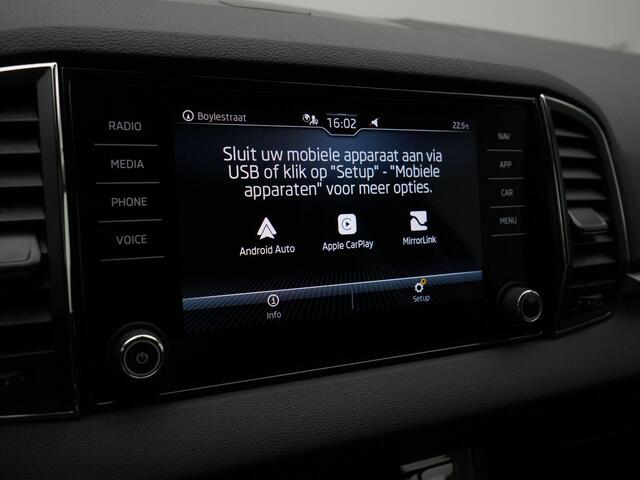 RADIO
MEDIA
PHONE
VOICE
Boylestraat
16:02
22.5°C
Sluit uw mobiele apparaat aan via
USB of klik op "Setup" - "Mobiele
apparaten" voor meer opties.
Android Auto
Apple CarPlay
MirrorLink
Info
Setup
NAV
APP
CAR
MENU